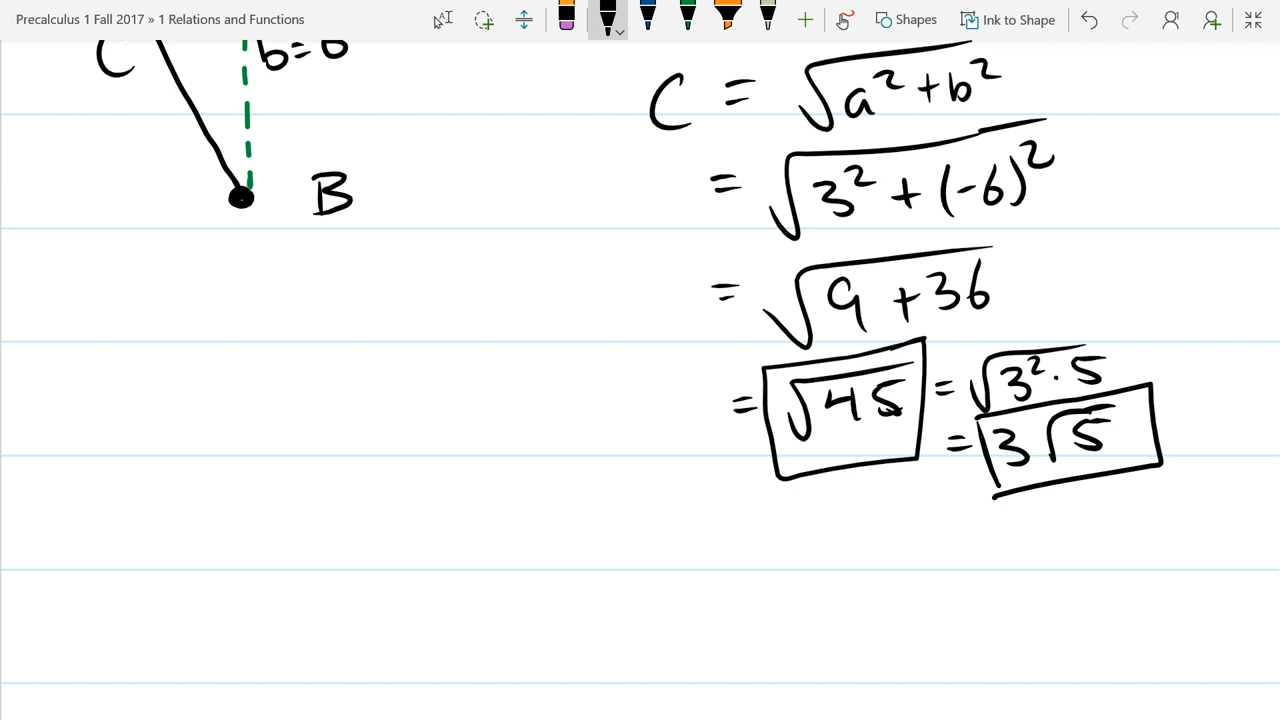 Precalculus 1 Fall 2017 » 1 Relations and Functions
Shapes
Ink to Shape
C
b=6
B
C = √a²+b²
= √3² + (-6)²
= √9 + 36
= √45 = √3² · 5
= 3√5